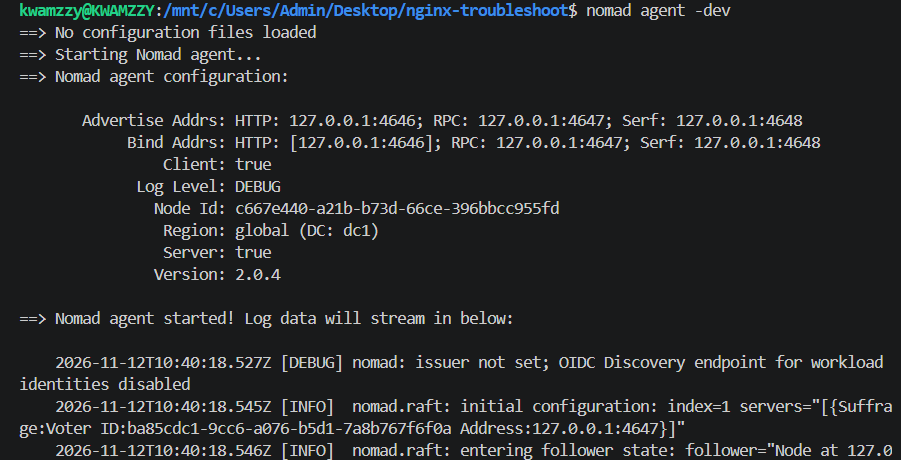 kwamzzy@KWAMZZY:/mnt/c/Users/Admin/Desktop/nginx-troubleshoot$ nomad agent -dev
==> No configuration files loaded
==> Starting Nomad agent...
==> Nomad agent configuration:
Advertise Addrs: HTTP: 127.0.0.1:4646; RPC: 127.0.0.1:4647; Serf: 127.0.0.1:4648
Bind Addrs: HTTP: [127.0.0.1:4646]; RPC: 127.0.0.1:4647; Serf: 127.0.0.1:4648
Client: true
Log Level: DEBUG
Node Id: c667e440-a21b-b73d-66ce-396bbcc955fd
Region: global (DC: dc1)
Server: true
Version: 2.0.4
==> Nomad agent started! Log data will stream in below:
2026-11-12T10:40:18.527Z [DEBUG] nomad: issuer not set; OIDC Discovery endpoint for workload
identities disabled
2026-11-12T10:40:18.545Z [INFO]  nomad.raft: initial configuration: index=1 servers="[{Suffra
ge:Voter ID:ba85cdc1-9cc6-a076-b5d1-7a8b767f6f0a Address:127.0.0.1:4647}]"
2026-11-12T10:40:18.546Z [INFO]  nomad.raft: entering follower state: follower="Node at 127.0